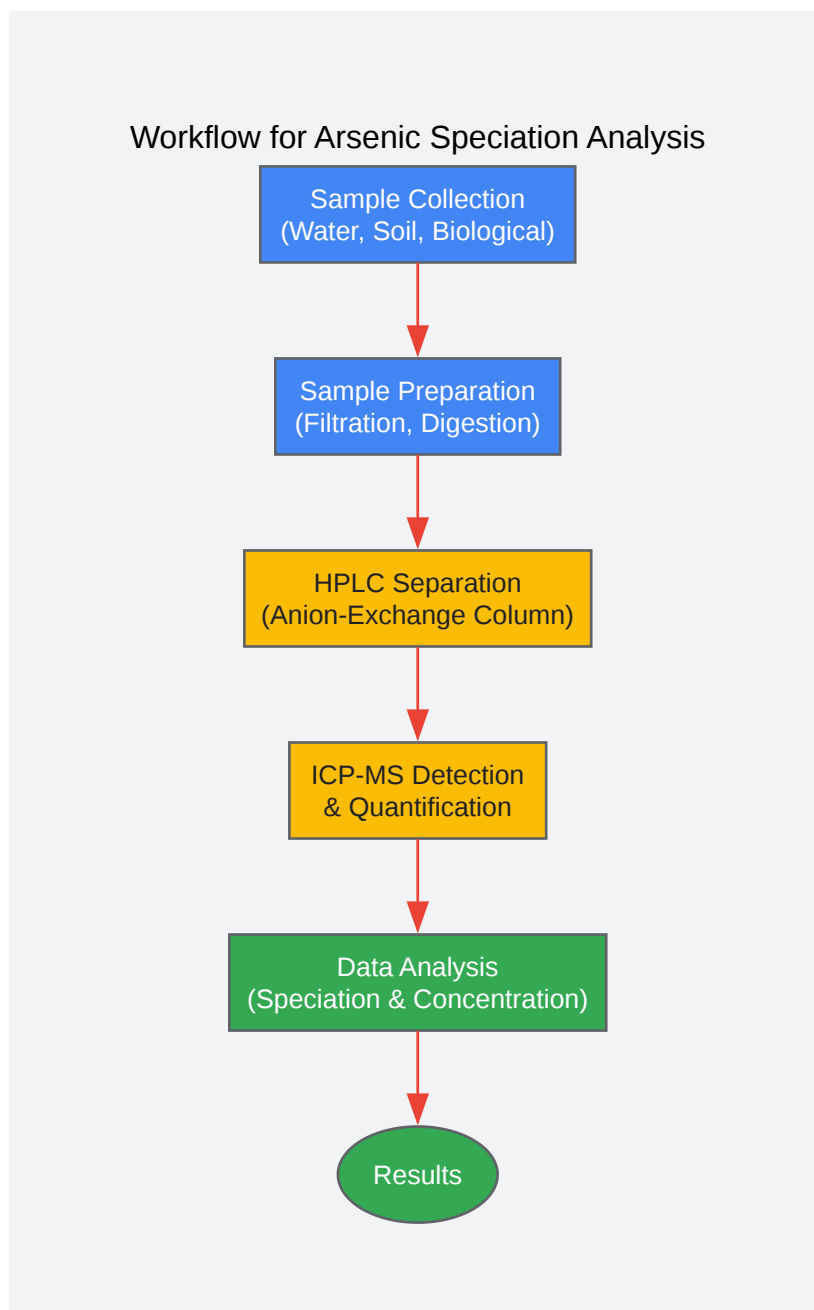 Workflow for Arsenic Speciation Analysis
Sample Collection
(Water, Soil, Biological)
Sample Preparation
(Filtration, Digestion)
HPLC Separation
(Anion-Exchange Column)
ICP-MS Detection
& Quantification
Data Analysis
(Speciation & Concentration)
Results